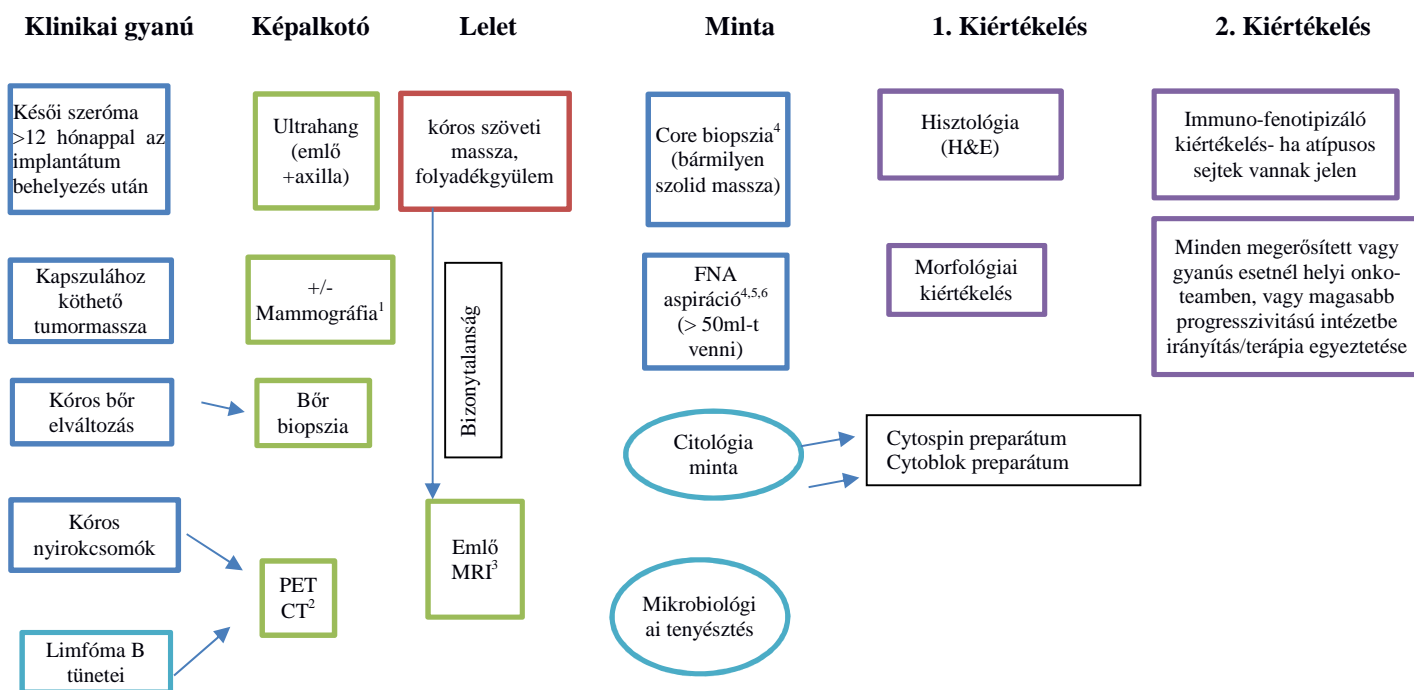 Klinikai gyanú
Képalkotó
Lelet
Minta
1. Kiértékelés
2. Kiértékelés
Késői szeróma
>12 hónappal az
implantátum
behelyezés után
Ultrahang
(emlő
+axilla)
kóros szöveti
massza,
folyadékgyülem
Core biopszia4
(bármilyen
szolid massza)
Hisztológia
(H&E)
Immuno-fenotipizáló
kiértékelés- ha atípusos
sejtek vannak jelen
Kapszulához
köthető
tumormassza
+/-
Mammográfia1
Bizonytalanság
FNA
aspiráció4,5,6
(> 50ml-t
venni)
Morfológiai
kiértékelés
Minden megerősített vagy
gyanús esetnél helyi onko-
teamben, vagy magasabb
progresszivitású intézetbe
irányítás/terápia egyeztetése
Kóros bőr
elváltozás
Bőr
biopszia
Citológia
minta
Cytospin preparátum
Cytoblok preparátum
Kóros
nyirokcsomók
PET
CT2
Emlő
MRI3
Mikrobiológi
ai tenyésztés
Limfóma B
tünetei